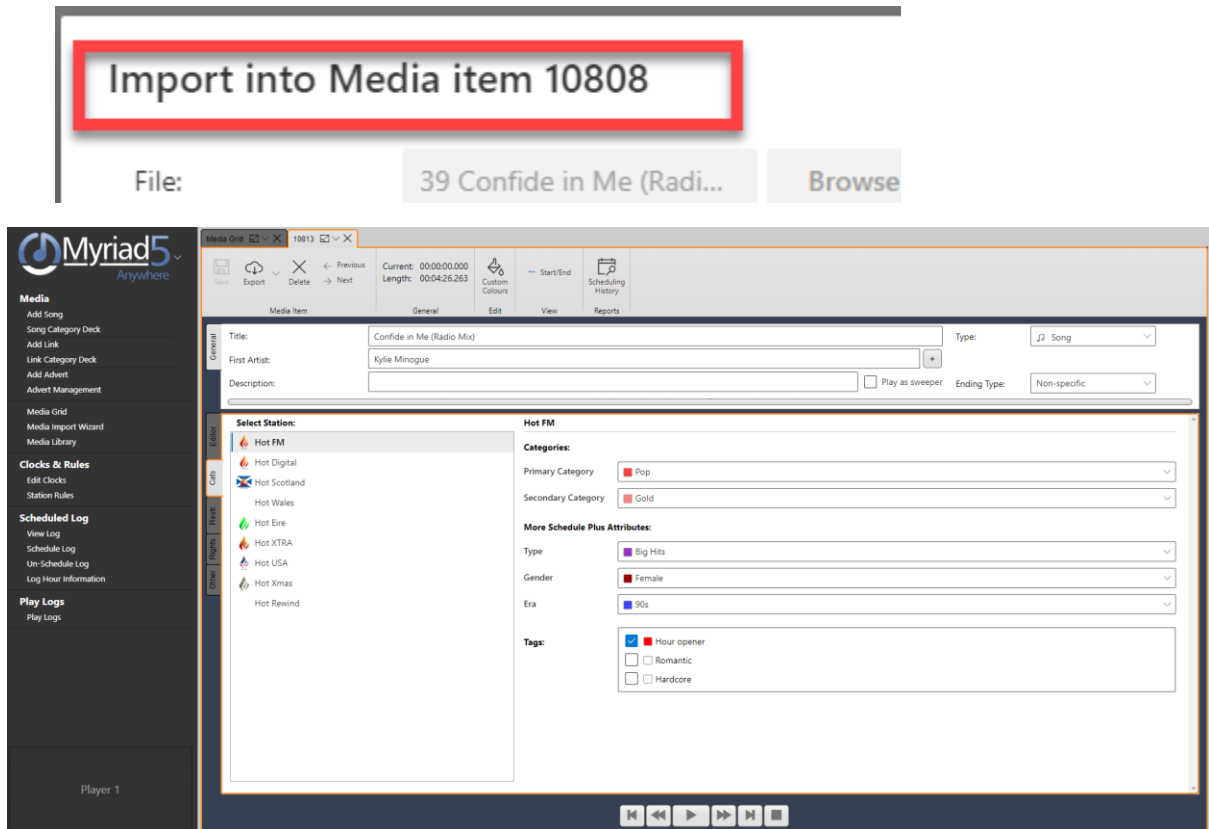 Import into Media item 10808
File: 39 Confide in Me (Radi... Browse
Myriad5
Anywhere
Media
Add Song
Song Category Deck
Add Link
Link Category Deck
Add Advert
Advert Management
Media Grid
Media Import Wizard
Media Library
Clocks & Rules
Edit Clocks
Station Rules
Scheduled Log
View Log
Schedule Log
Un-Schedule Log
Log Hour Information
Play Logs
Play Logs
Player 1
Media Grid 10813
Save Export Delete
Previous
Next
Media Item
Current: 00:00:00.000
Length: 00:04:26.263
General
Custom Colours
Edit
Start/End
View
Scheduling History
Reports
General
Title: Confide in Me (Radio Mix) Type: Song
First Artist: Kylie Minogue +
Description: Play as sweeper Ending Type: Non-specific
Editor
Cats
Restr
Rights
Other
Select Station:
Hot FM
Hot Digital
Hot Scotland
Hot Wales
Hot Eire
Hot XTRA
Hot USA
Hot Xmas
Hot Rewind
Hot FM
Categories:
Primary Category Pop
Secondary Category Gold
More Schedule Plus Attributes:
Type Big Hits
Gender Female
Era 90s
Tags: Hour opener
Romantic
Hardcore